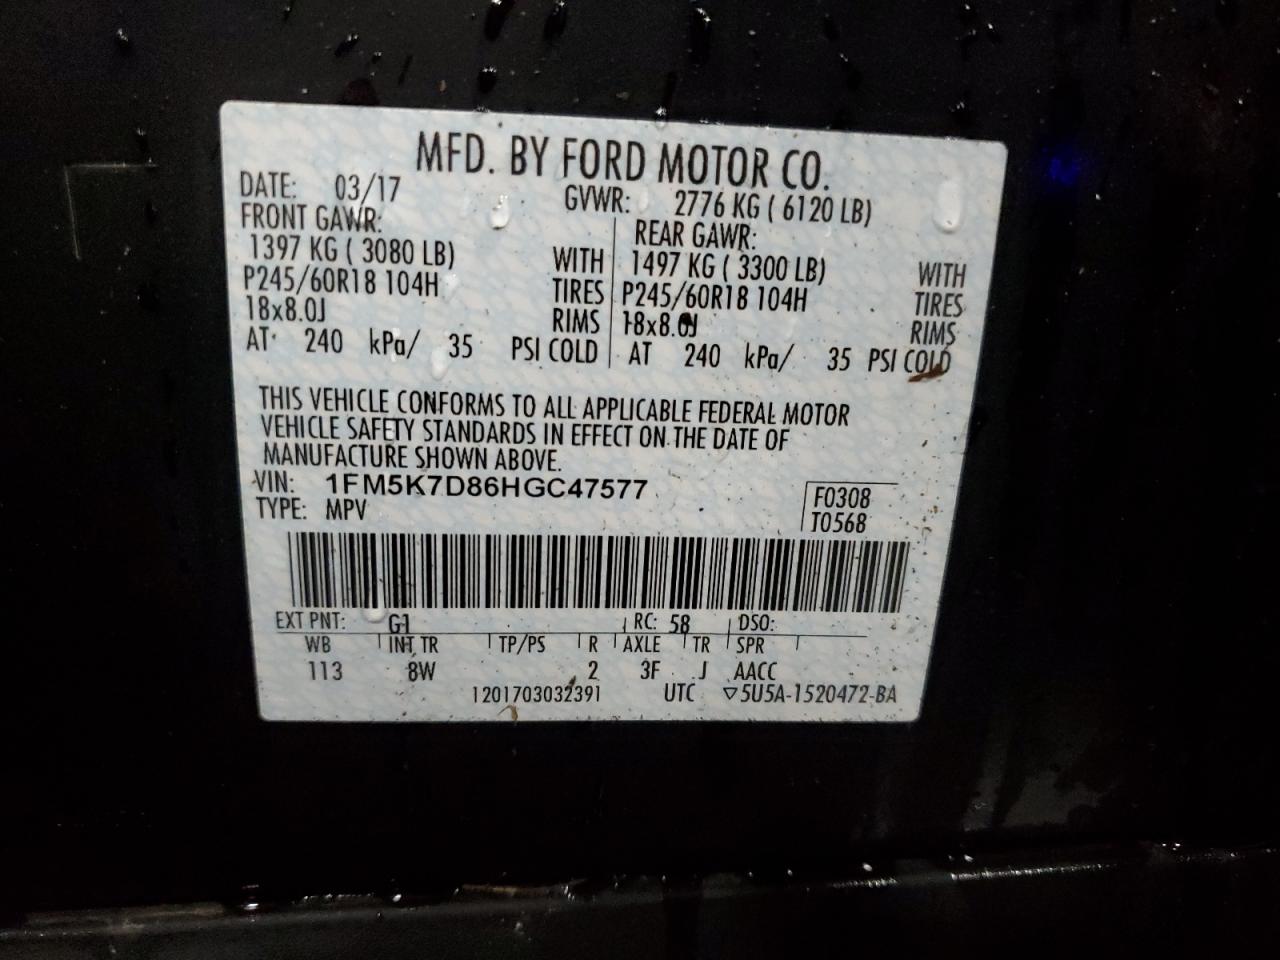 MFD. BY FORD MOTOR CO.
DATE: 03/17 GVWR: 2776 KG ( 6120 LB)
FRONT GAWR: REAR GAWR:
1397 KG ( 3080 LB) WITH 1497 KG ( 3300 LB) WITH
P245/60R18 104H TIRES P245/60R18 104H TIRES
18x8.0J RIMS 18x8.0J RIMS
AT 240 kPa/ 35 PSI COLD AT 240 kPa/ 35 PSI COLD
THIS VEHICLE CONFORMS TO ALL APPLICABLE FEDERAL MOTOR
VEHICLE SAFETY STANDARDS IN EFFECT ON THE DATE OF
MANUFACTURE SHOWN ABOVE.
VIN: 1FM5K7D86HGC47577 F0308
TYPE: MPV T0568
EXT PNT: G1 RC: 58 DSO:
WB INT TR TP/PS R AXLE TR SPR
113 8W 2 3F J AACC
1201703032391 UTC ▽5U5A-1520472-BA